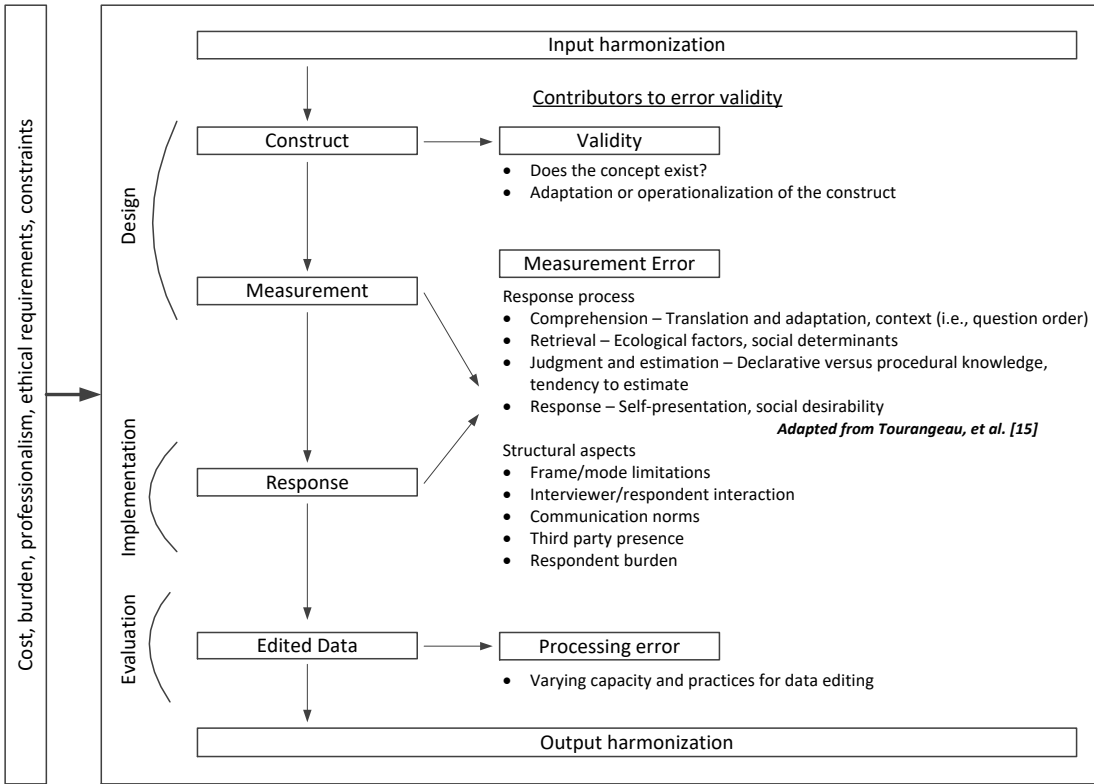 Cost, burden, professionalism, ethical requirements, constraints
Input harmonization
Contributors to error validity
Design
Construct
Validity
• Does the concept exist?
• Adaptation or operationalization of the construct
Measurement
Measurement Error
Response process
• Comprehension – Translation and adaptation, context (i.e., question order)
• Retrieval – Ecological factors, social determinants
• Judgment and estimation – Declarative versus procedural knowledge,
tendency to estimate
• Response – Self-presentation, social desirability
Adapted from Tourangeau, et al. [15]
Implementation
Response
Structural aspects
• Frame/mode limitations
• Interviewer/respondent interaction
• Communication norms
• Third party presence
• Respondent burden
Evaluation
Edited Data
Processing error
• Varying capacity and practices for data editing
Output harmonization